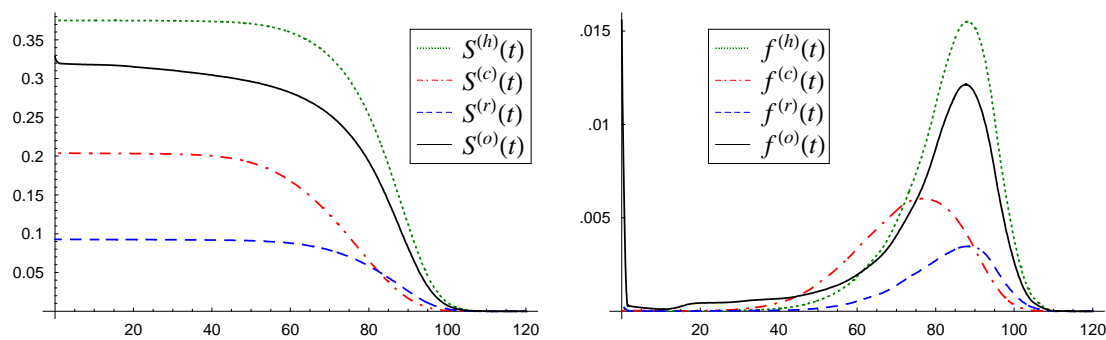 0.35
0.3
0.25
0.2
0.15
0.1
0.05
20 40 60 80 100 120
S^(h)(t)
S^(c)(t)
S^(r)(t)
S^(o)(t)
.015
.01
.005
20 40 60 80 100 120
f^(h)(t)
f^(c)(t)
f^(r)(t)
f^(o)(t)